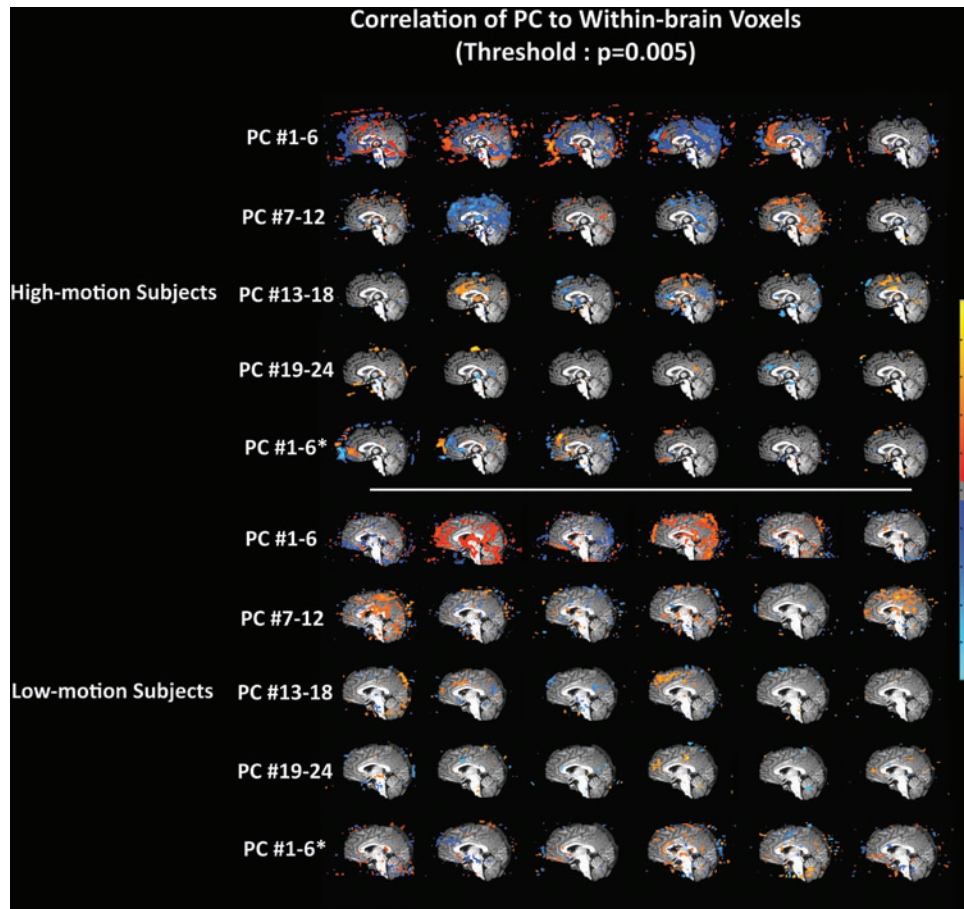 Correlation of PC to Within-brain Voxels
(Threshold : p=0.005)
PC #1-6
PC #7-12
High-motion Subjects
PC #13-18
PC #19-24
PC #1-6*
PC #1-6
PC #7-12
Low-motion Subjects
PC #13-18
PC #19-24
PC #1-6*